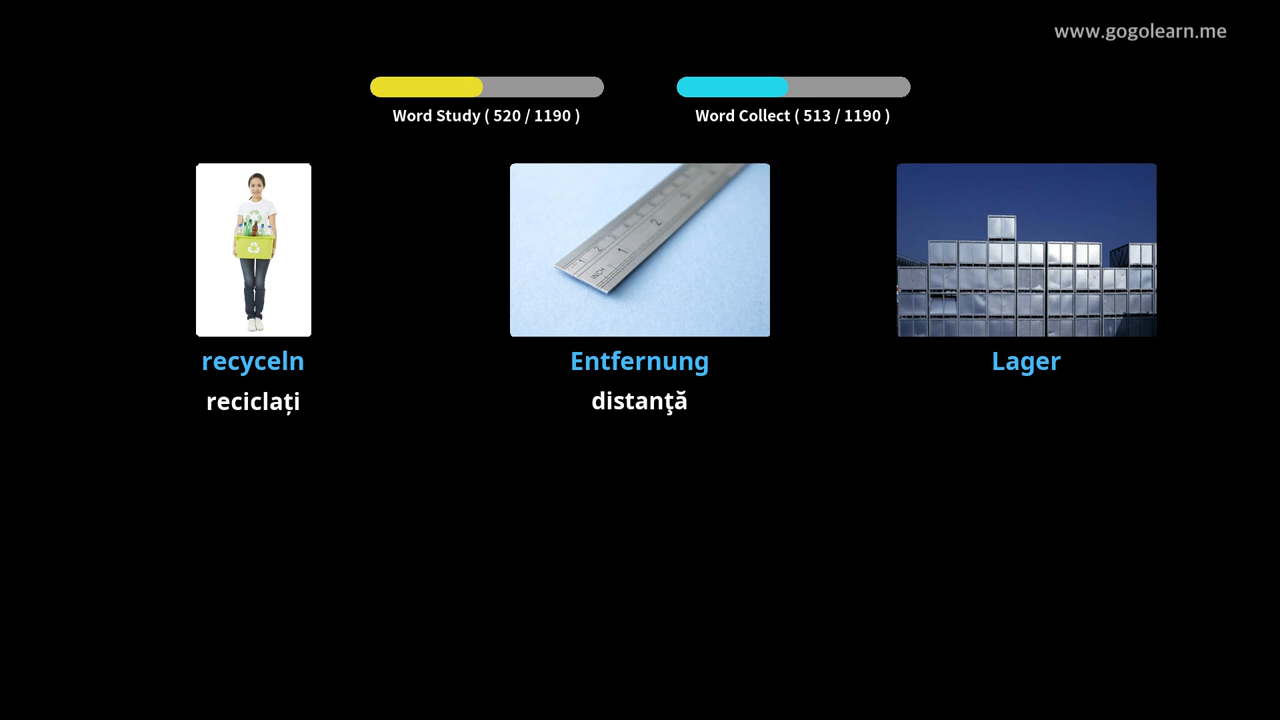 www.gogolearn.me
Word Study ( 520 / 1190 )
Word Collect ( 513 / 1190 )
recyceln
Entfernung
Lager
reciclați
distanţă